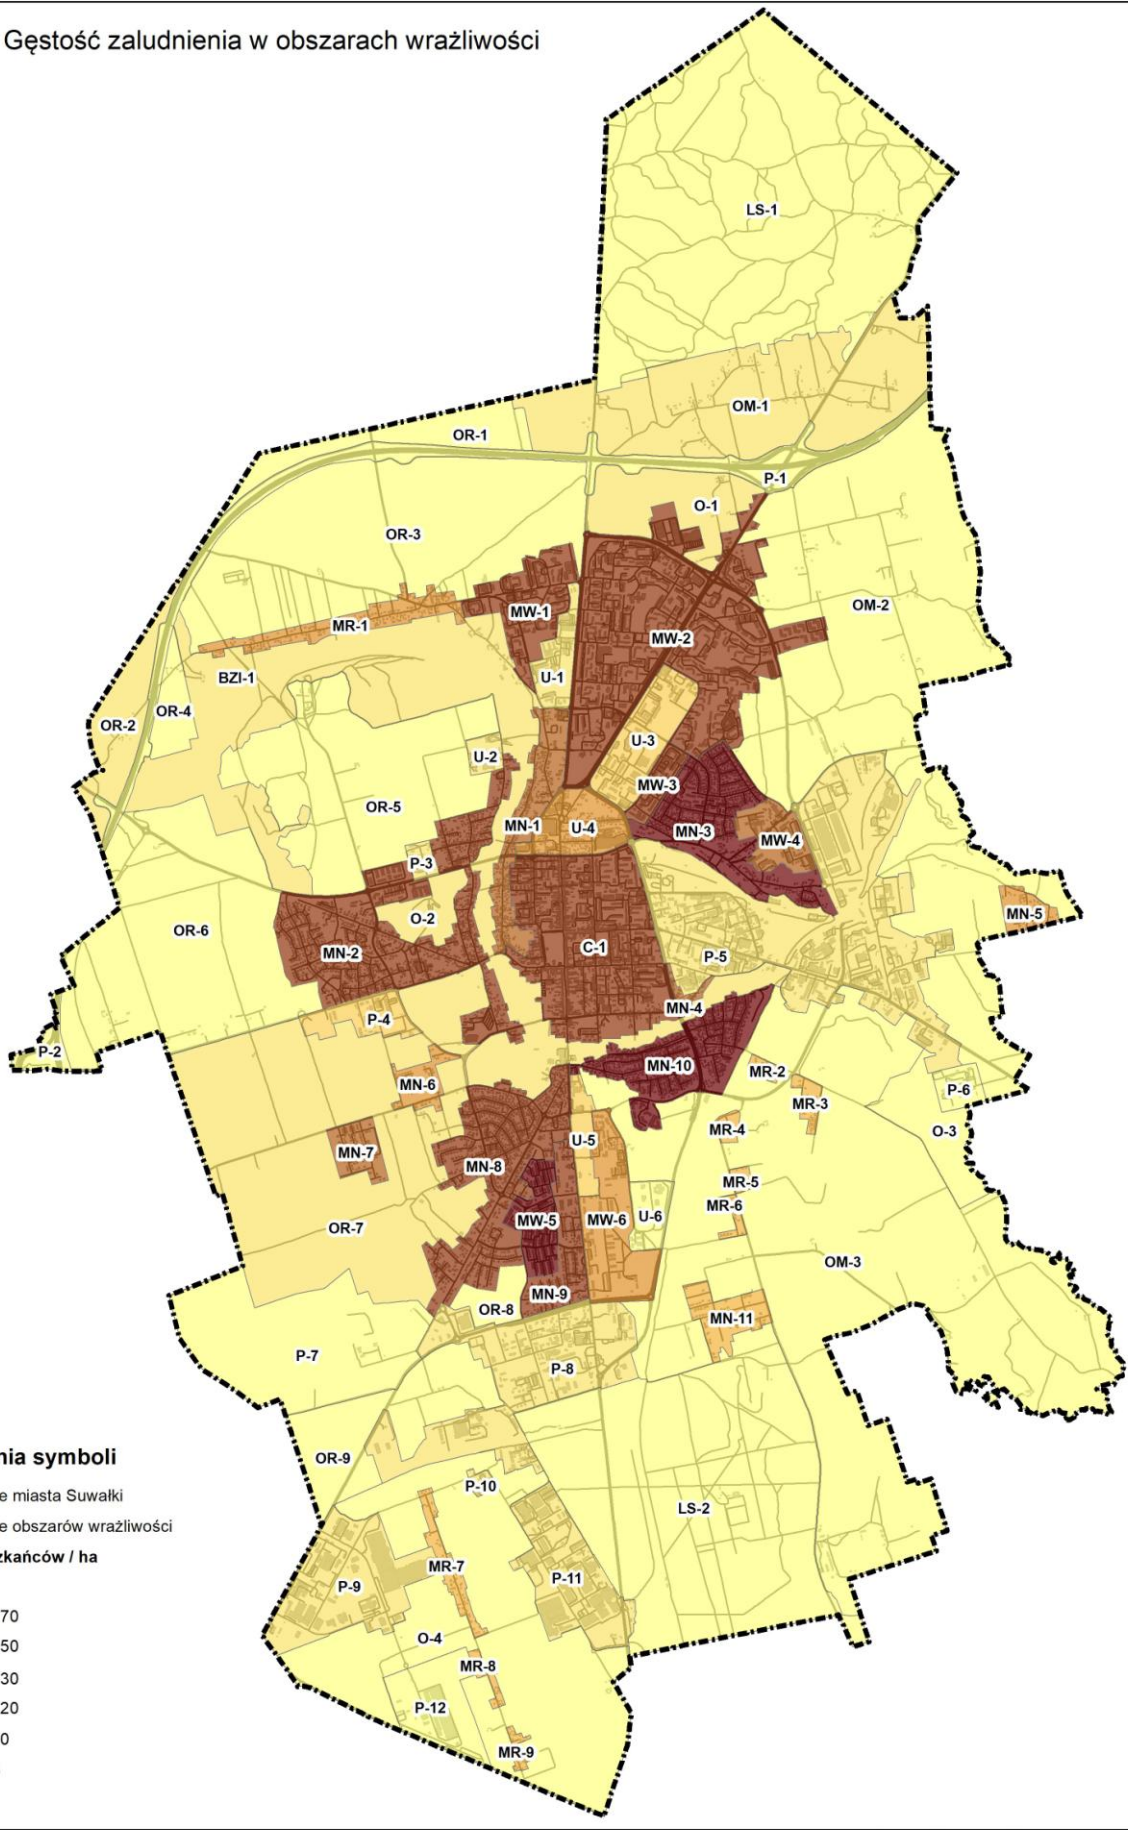 Gęstość zaludnienia w obszarach wrażliwości
LS-1
OM-1
OR-1
P-1
O-1
OR-3
OM-2
MW-1
MR-1
MW-2
BZI-1
U-1
OR-4
OR-2
U-3
U-2
MW-3
OR-5
MN-1
U-4
MN-3
MW-4
P-3
MN-5
O-2
OR-6
C-1
MN-2
P-5
MN-4
P-4
P-2
MN-10
MR-2
MN-6
P-6
MR-3
MR-4
O-3
U-5
MN-7
MN-8
MR-5
MR-6
MW-5
MW-6
U-6
OR-7
OM-3
MN-9
OR-8
MN-11
P-7
P-8
nia symboli
OR-9
P-10
e miasta Suwałki
LS-2
e obszarów wrażliwości
zkańców / ha
MR-7
P-11
P-9
70
O-4
50
MR-8
30
20
P-12
0
MR-9